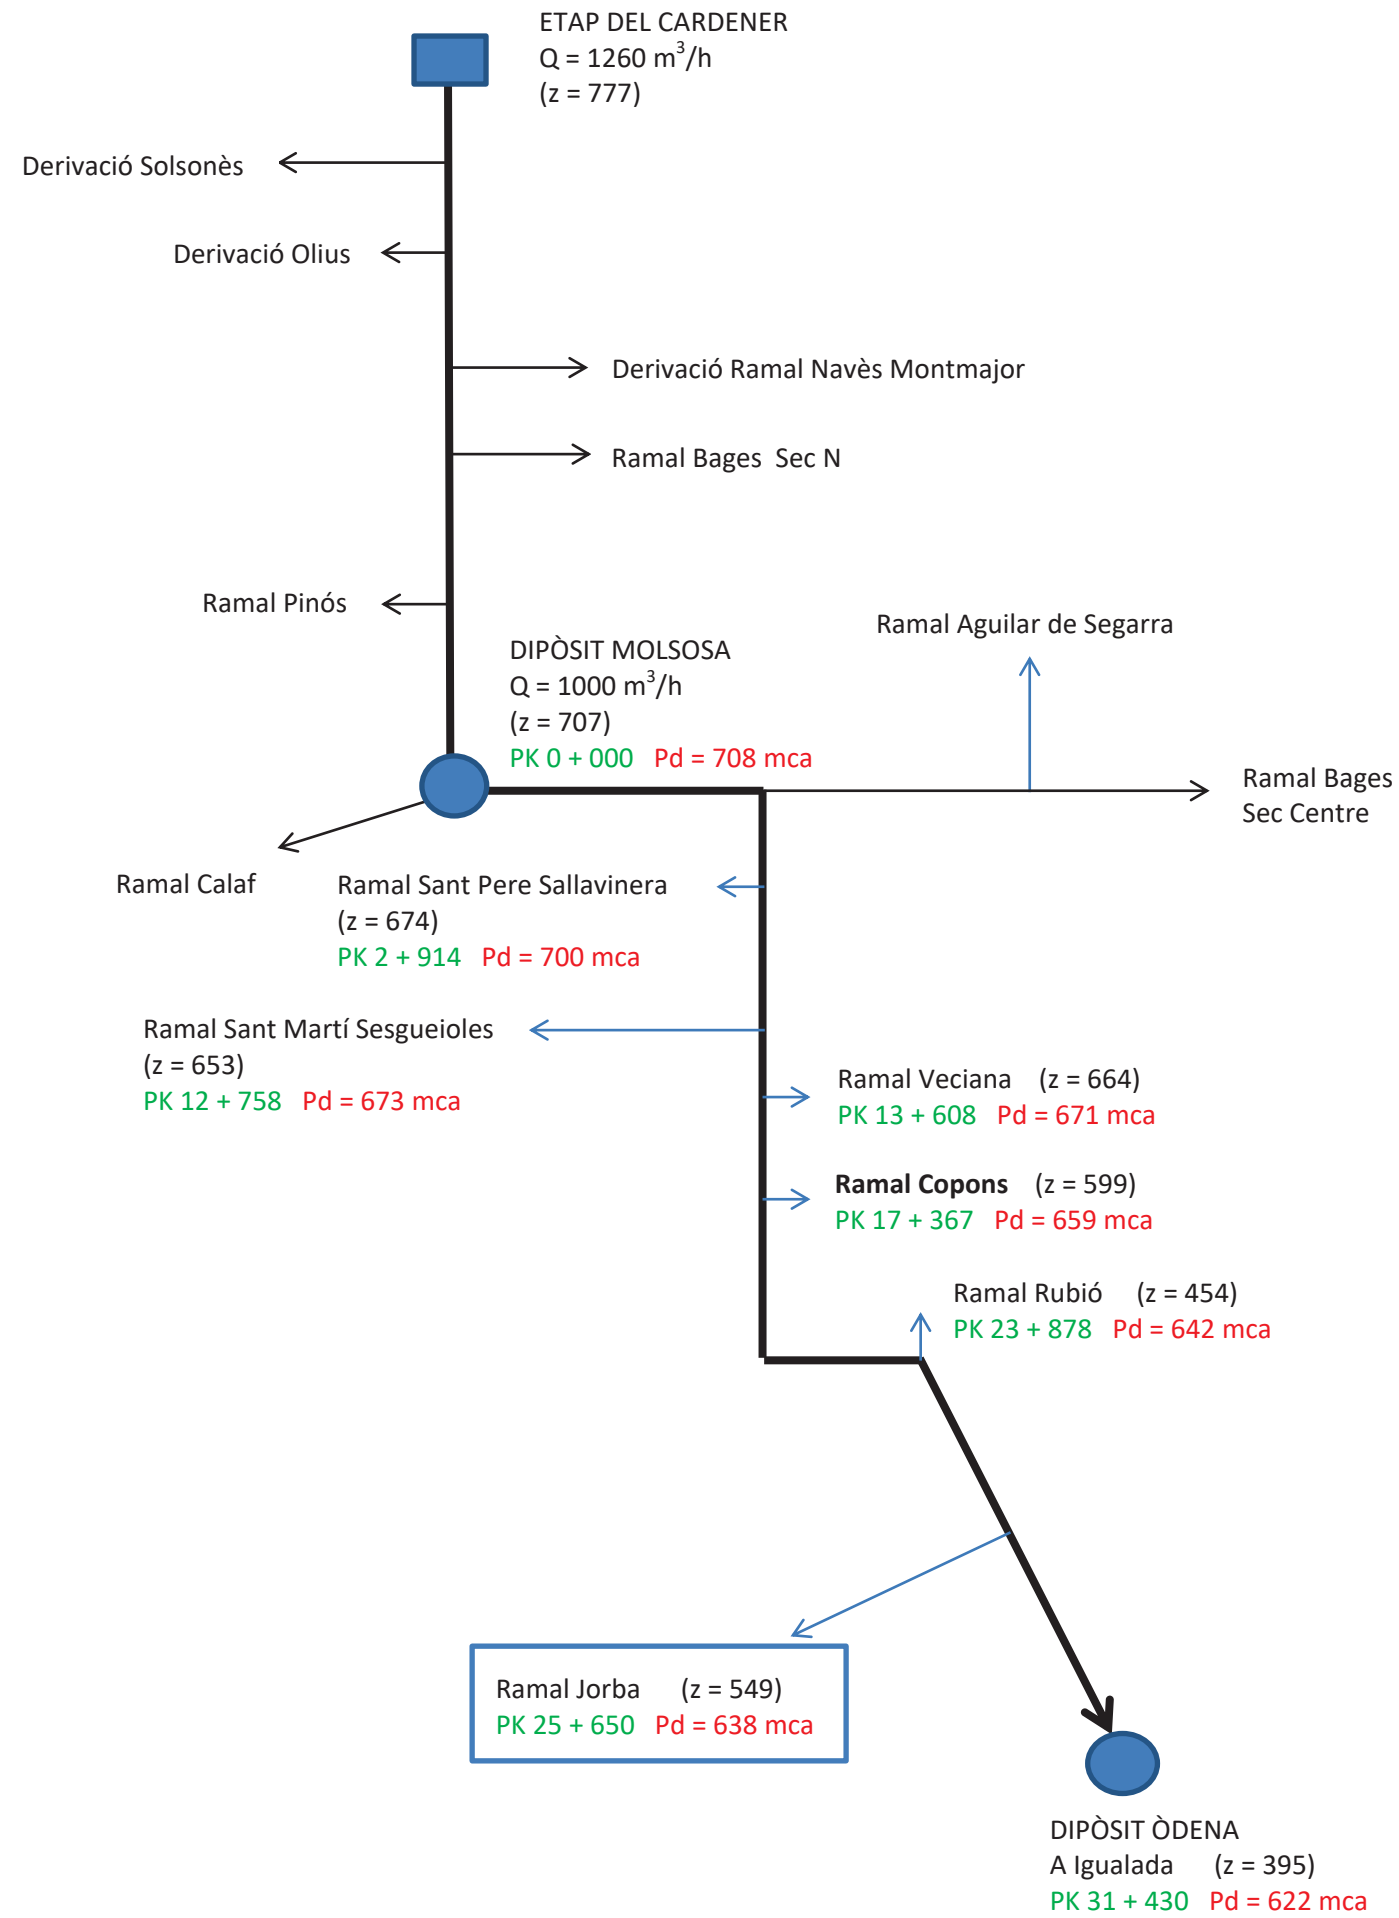 ETAP DEL CARDENER
Q = 1260 m³/h
(z = 777)
Derivació Solsonès
Derivació Olius
Derivació Ramal Navès Montmajor
Ramal Bages Sec N
Ramal Pinós
Ramal Aguilar de Segarra
DIPÒSIT MOLSOSA
Q = 1000 m³/h
(z = 707)
PK 0 + 000 Pd = 708 mca
Ramal Bages
Sec Centre
Ramal Calaf
Ramal Sant Pere Sallavinera
(z = 674)
PK 2 + 914 Pd = 700 mca
Ramal Sant Martí Sesgueioles
(z = 653)
PK 12 + 758 Pd = 673 mca
Ramal Veciana (z = 664)
PK 13 + 608 Pd = 671 mca
Ramal Copons (z = 599)
PK 17 + 367 Pd = 659 mca
Ramal Rubió (z = 454)
PK 23 + 878 Pd = 642 mca
Ramal Jorba (z = 549)
PK 25 + 650 Pd = 638 mca
DIPÒSIT ÒDENA
A Igualada (z = 395)
PK 31 + 430 Pd = 622 mca